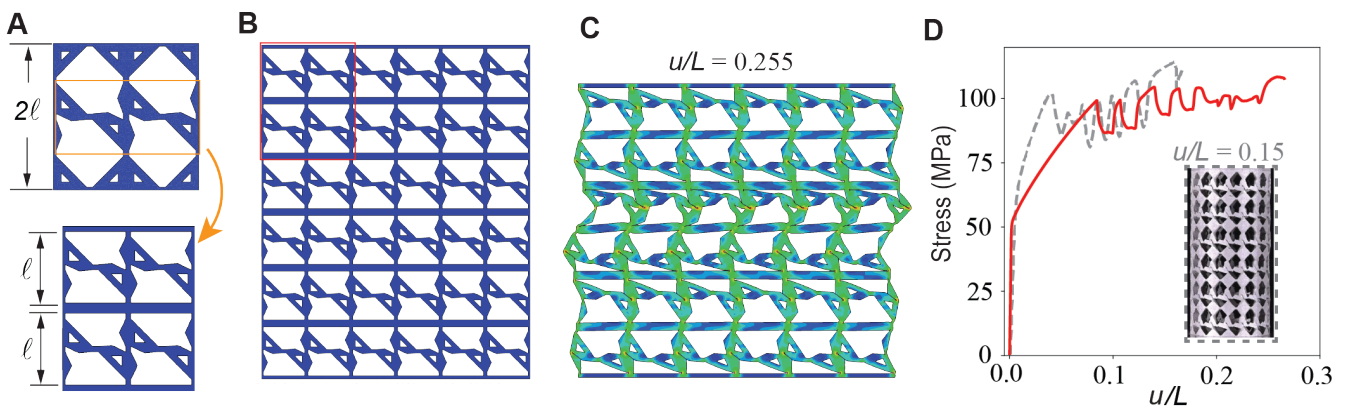 A
2ℓ
ℓ
ℓ
B
C
u/L = 0.255
D
Stress (MPa)
100
75
50
25
0
0.0
0.1
0.2
0.3
u/L
u/L = 0.15